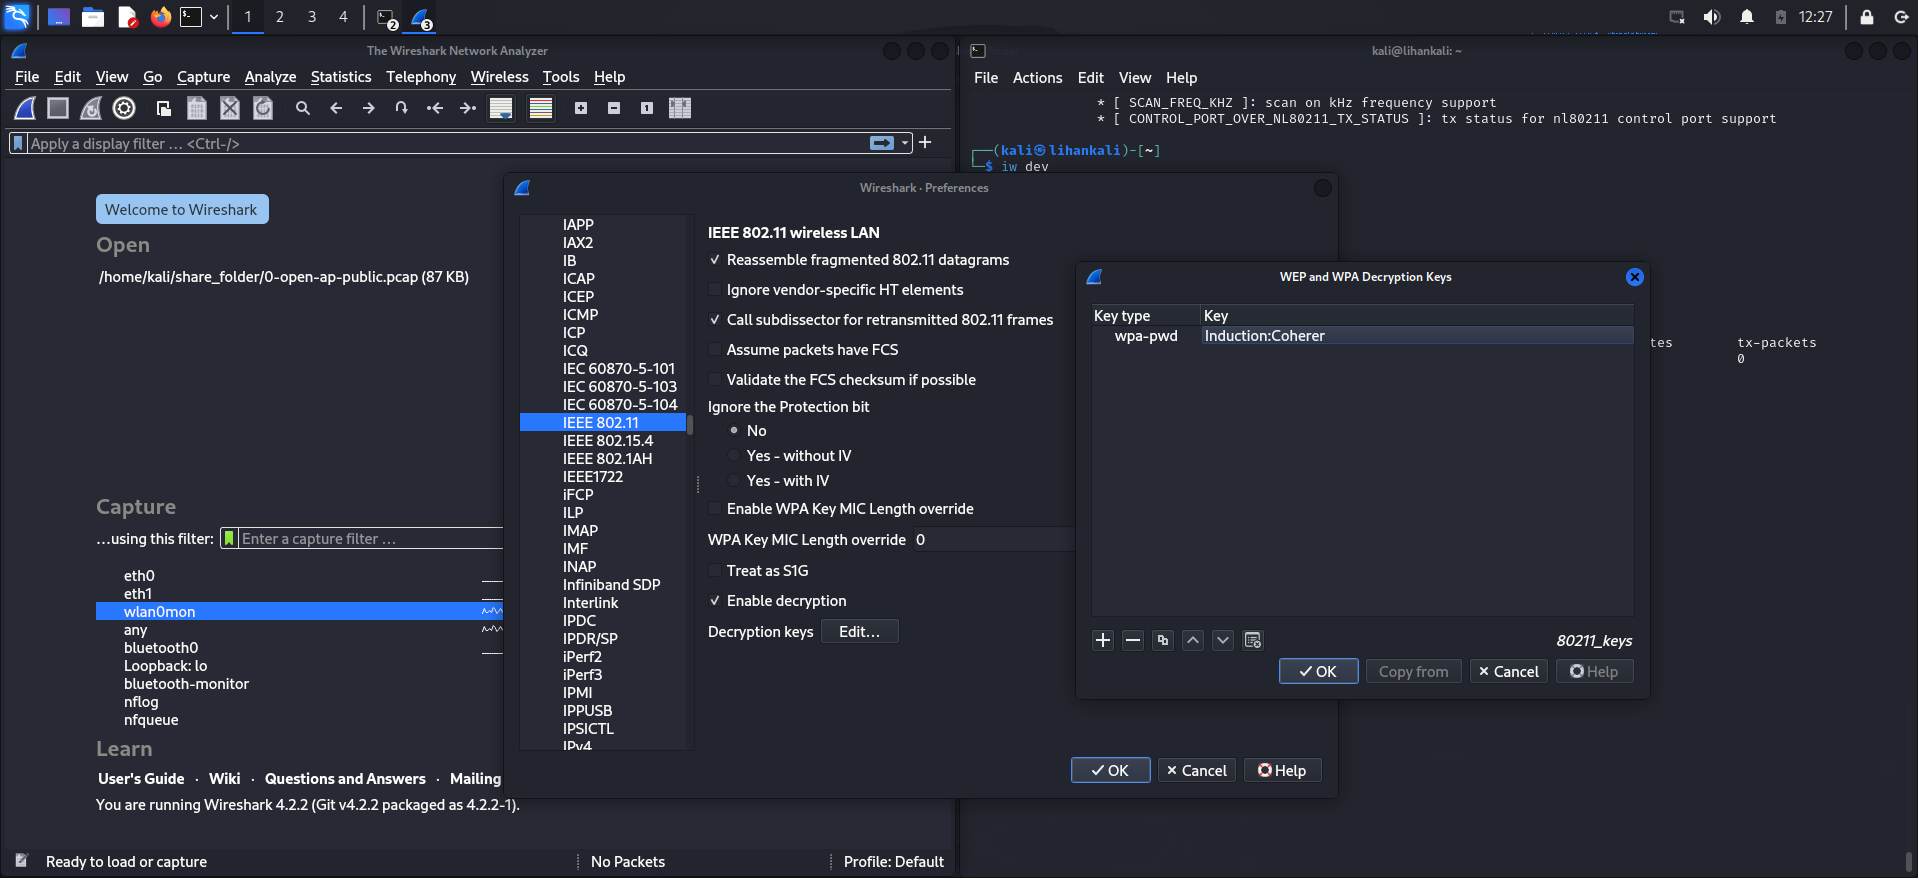 1 2 3 4
2
3
12:27
The Wireshark Network Analyzer
File Edit View Go Capture Analyze Statistics Telephony Wireless Tools Help
Apply a display filter ... <Ctrl-/>
Welcome to Wireshark
Open
/home/kali/share_folder/0-open-ap-public.pcap (87 KB)
Capture
...using this filter: Enter a capture filter ...
eth0
eth1
wlan0mon
any
bluetooth0
Loopback: lo
bluetooth-monitor
nflog
nfqueue
Learn
User's Guide · Wiki · Questions and Answers · Mailing
You are running Wireshark 4.2.2 (Git v4.2.2 packaged as 4.2.2-1).
Ready to load or capture
No Packets
Profile: Default
kali@lihankali: ~
File Actions Edit View Help
* [ SCAN_FREQ_KHZ ]: scan on kHz frequency support
* [ CONTROL_PORT_OVER_NL80211_TX_STATUS ]: tx status for nl80211 control port support
(kali㉿lihankali)-[~]
$ iw dev
tes tx-packets
0
Wireshark · Preferences
IAPP
IAX2
IB
ICAP
ICEP
ICMP
ICP
ICQ
IEC 60870-5-101
IEC 60870-5-103
IEC 60870-5-104
IEEE 802.11
IEEE 802.15.4
IEEE 802.1AH
IEEE1722
iFCP
ILP
IMAP
IMF
INAP
Infiniband SDP
Interlink
IPDC
IPDR/SP
iPerf2
iPerf3
IPMI
IPPUSB
IPSICTL
IPv4
IEEE 802.11 wireless LAN
Reassemble fragmented 802.11 datagrams
Ignore vendor-specific HT elements
Call subdissector for retransmitted 802.11 frames
Assume packets have FCS
Validate the FCS checksum if possible
Ignore the Protection bit
No
Yes - without IV
Yes - with IV
Enable WPA Key MIC Length override
WPA Key MIC Length override 0
Treat as S1G
Enable decryption
Decryption keys Edit...
OK Cancel Help
WEP and WPA Decryption Keys
Key type Key
wpa-pwd Induction:Coherer
80211_keys
OK Copy from Cancel Help